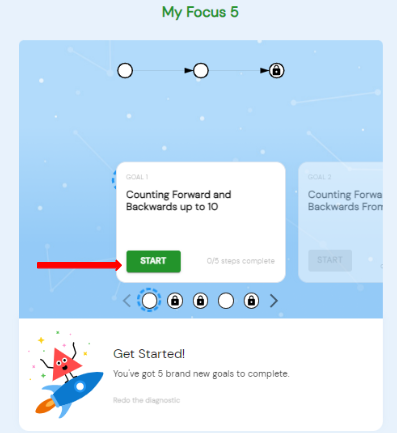 My Focus 5
GOAL 1
Counting Forward and
Backwards up to 10
START
0/5 steps complete
GOAL 2
Counting Forwa
Backwards From
START
Get Started!
You've got 5 brand new goals to complete.
Redo the diagnostic